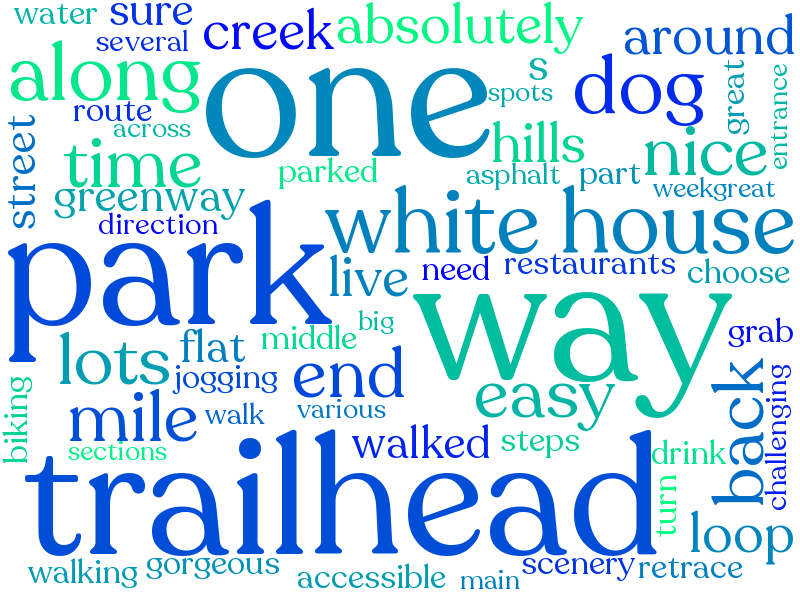 water sure creek absolutely around
several
along one s dog great entrance
route spots
across
street time parked hills nice
asphalt part
greenway weekgreat
direction
park white house
live need restaurants choose
way
big
lots flat middle grab
jogging end easy
biking mile walk various back challenging
sections walked steps drink
trailhead turn loop
walking gorgeous accessible main scenery retrace